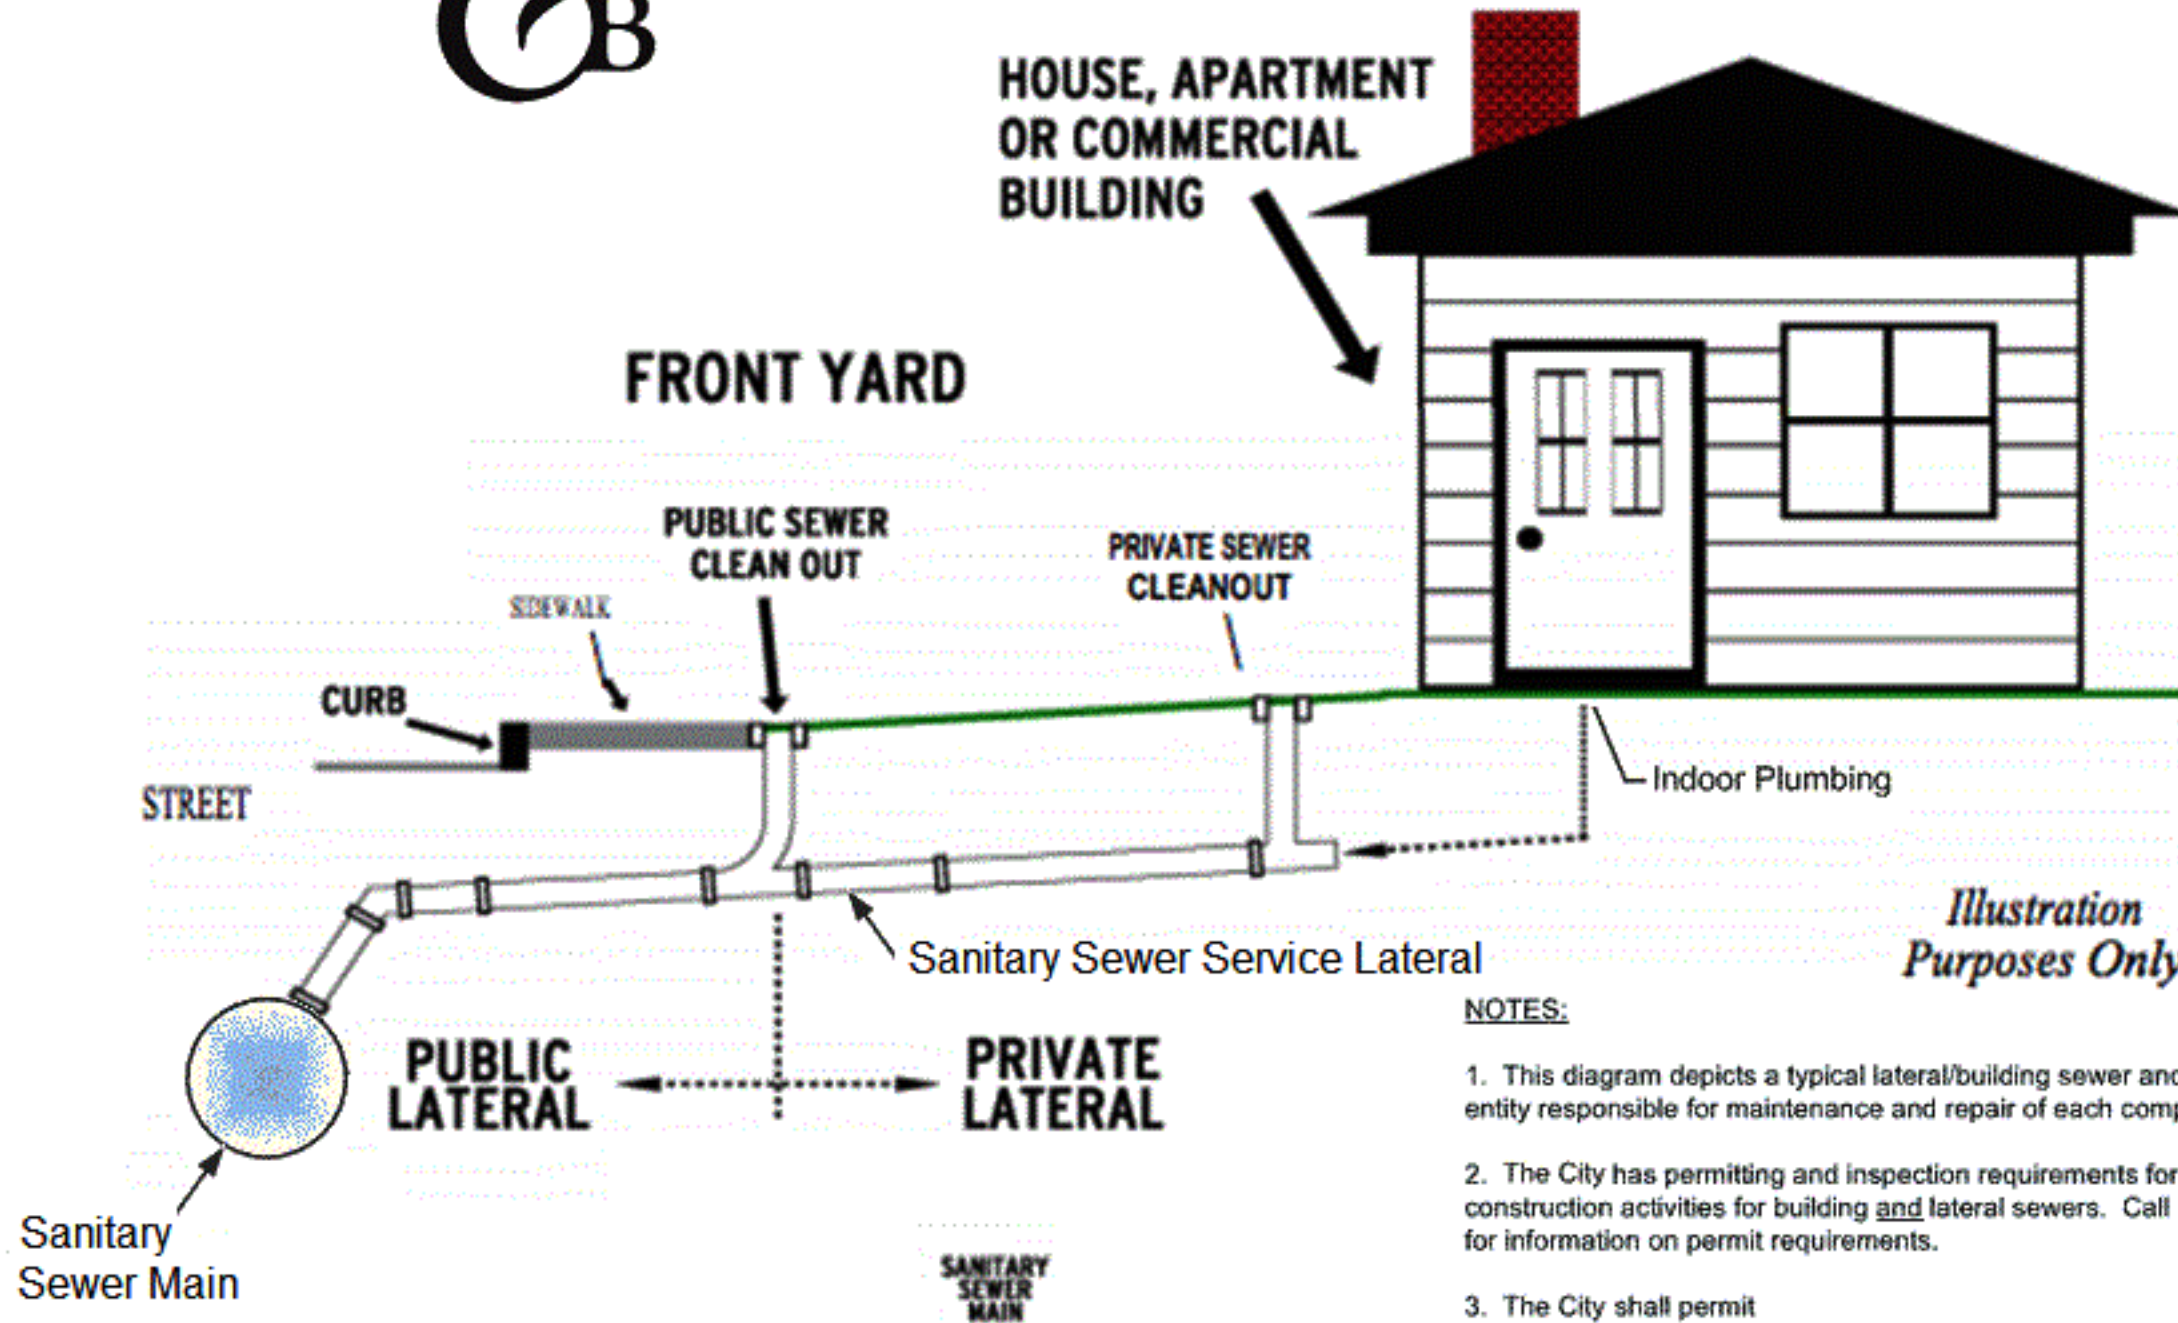 B
HOUSE, APARTMENT
OR COMMERCIAL
BUILDING
FRONT YARD
PUBLIC SEWER
CLEAN OUT
PRIVATE SEWER
CLEANOUT
SIDEWALK
CURB
STREET
Indoor Plumbing
Illustration
Purposes Only
Sanitary Sewer Service Lateral
NOTES:
PUBLIC
LATERAL
PRIVATE
LATERAL
1. This diagram depicts a typical lateral/building sewer and
entity responsible for maintenance and repair of each
2. The City has permitting and inspection requirements for
construction activities for building and lateral sewers. Call
for information on permit requirements.
Sanitary
Sewer Main
SANITARY
SEWER
MAIN
3. The City shall permit